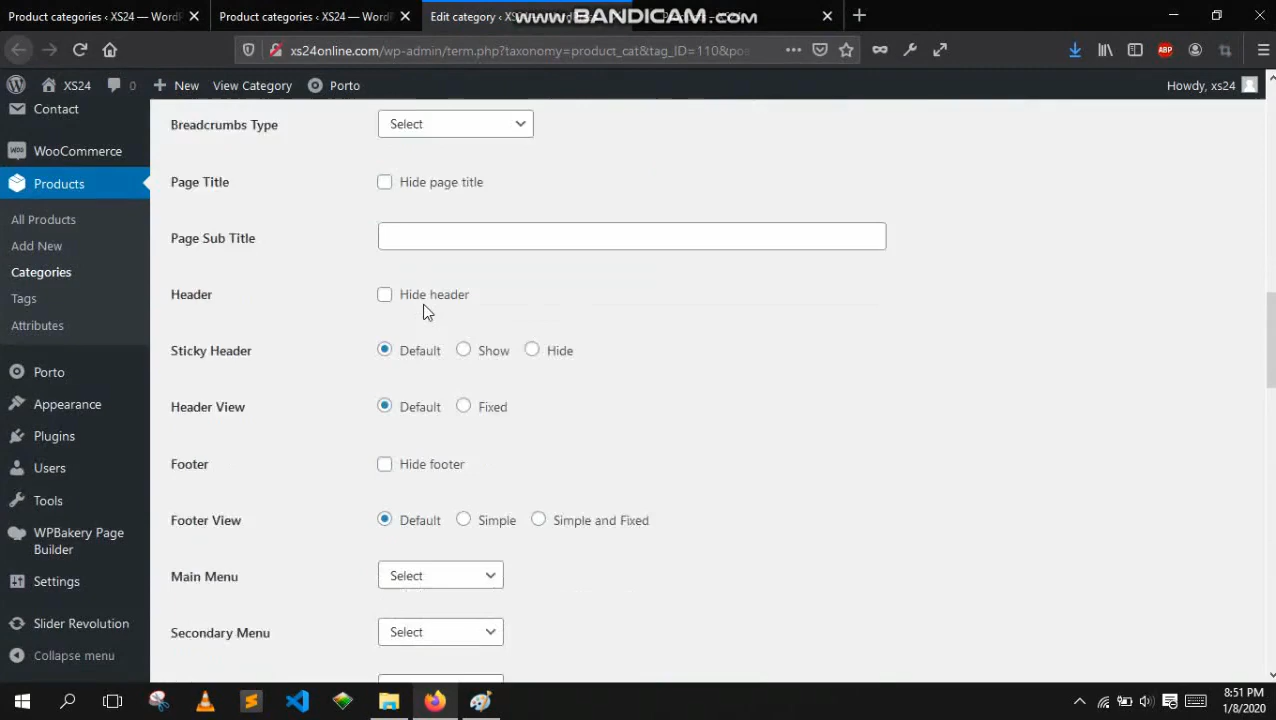 Product categories ‹ XS24 — WordP
Product categories ‹ XS24 — WordP
Edit category ‹ XS24
www.BANDICAM.com
xs24online.com/wp-admin/term.php?taxonomy=product_cat&tag_ID=110&po
ABP
XS24
0
New
View Category
Porto
Howdy, xs24
Contact
WooCommerce
Products
All Products
Add New
Categories
Tags
Attributes
Porto
Appearance
Plugins
Users
Tools
WPBakery Page
Builder
Settings
Slider Revolution
Collapse menu
Breadcrumbs Type
Select
Page Title
Hide page title
Page Sub Title
Header
Hide header
Sticky Header
Default
Show
Hide
Header View
Default
Fixed
Footer
Hide footer
Footer View
Default
Simple
Simple and Fixed
Main Menu
Select
Secondary Menu
Select
8:51 PM
1/8/2020